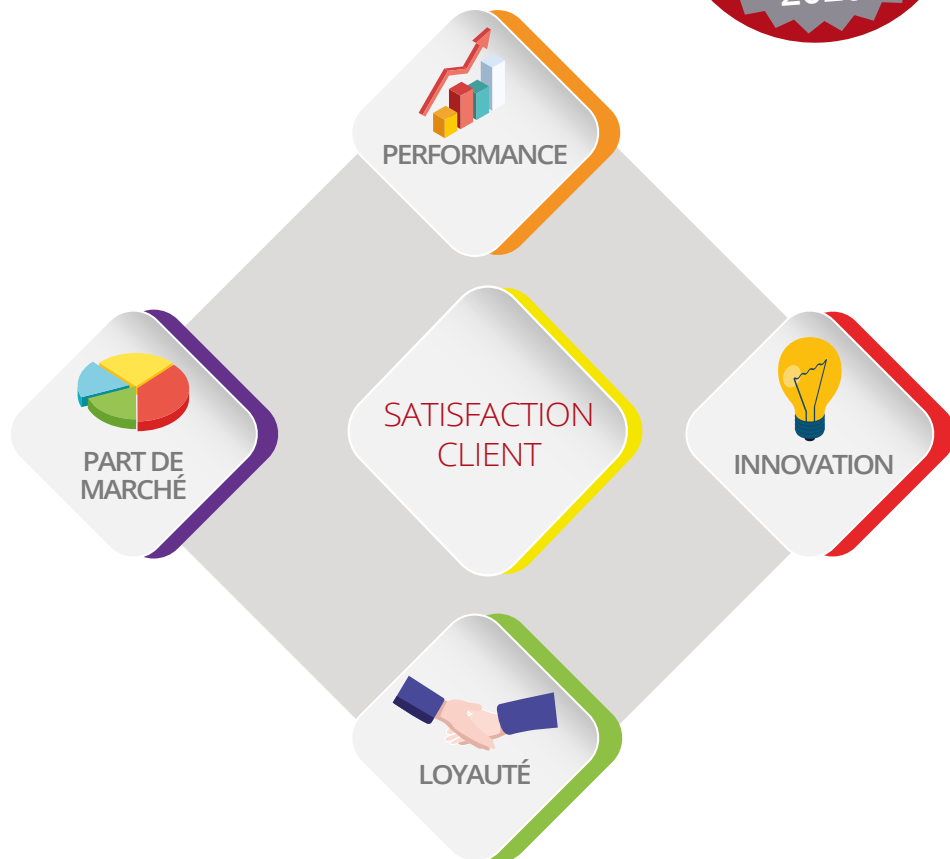 PERFORMANCE
SATISFACTION
CLIENT
PART DE
MARCHÉ
INNOVATION
LOYAUTÉ